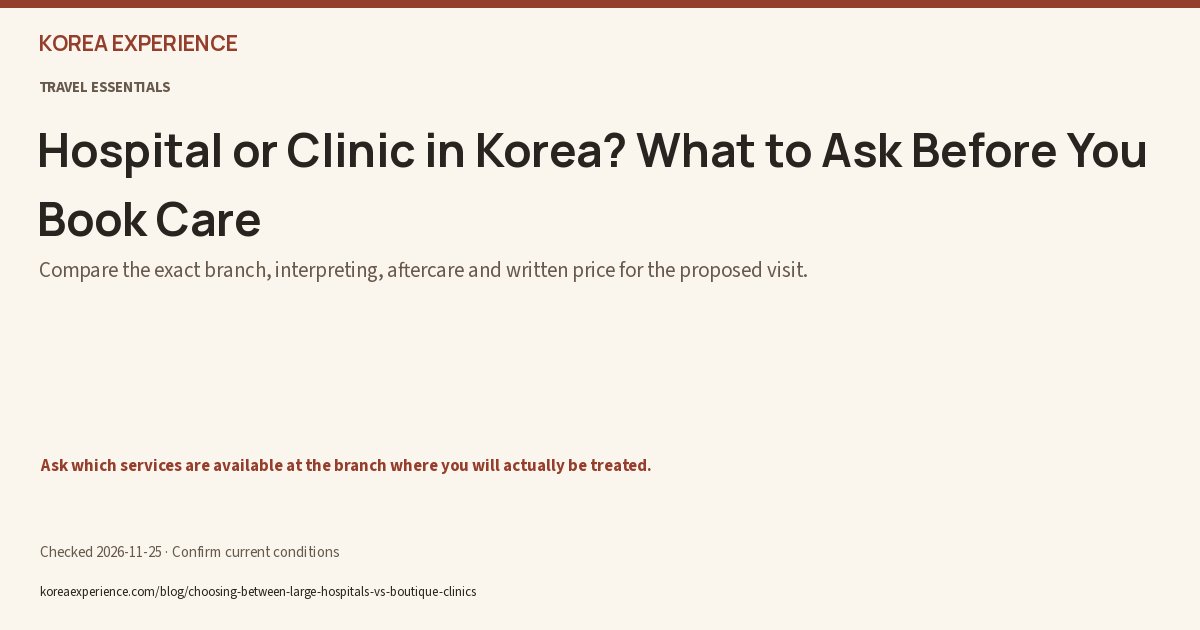 KOREA EXPERIENCE
TRAVEL ESSENTIALS
Hospital or Clinic in Korea? What to Ask Before You
Book Care
Compare the exact branch, interpreting, aftercare and written price for the proposed visit.
Ask which services are available at the branch where you will actually be treated.
Checked 2026-11-25 · Confirm current conditions
koreaexperience.com/blog/choosing-between-large-hospitals-vs-boutique-clinics